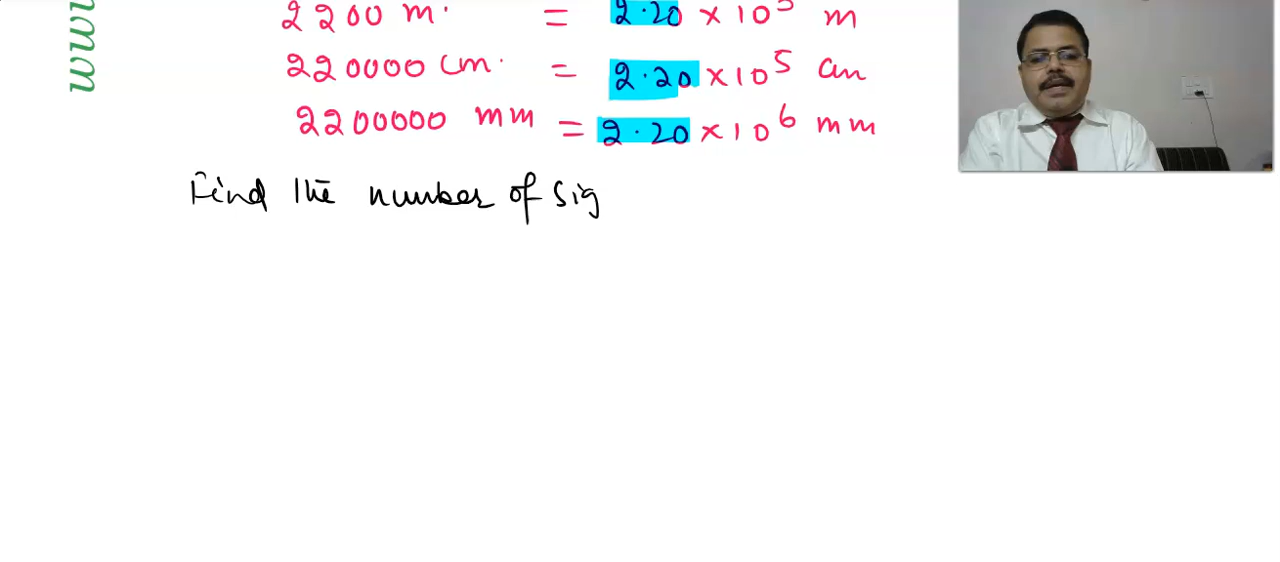 www
2200 m. = 2.20 × 10³ m
220000 cm. = 2.20 × 10⁵ cm
2200000 mm = 2.20 × 10⁶ mm
Find the number of sig